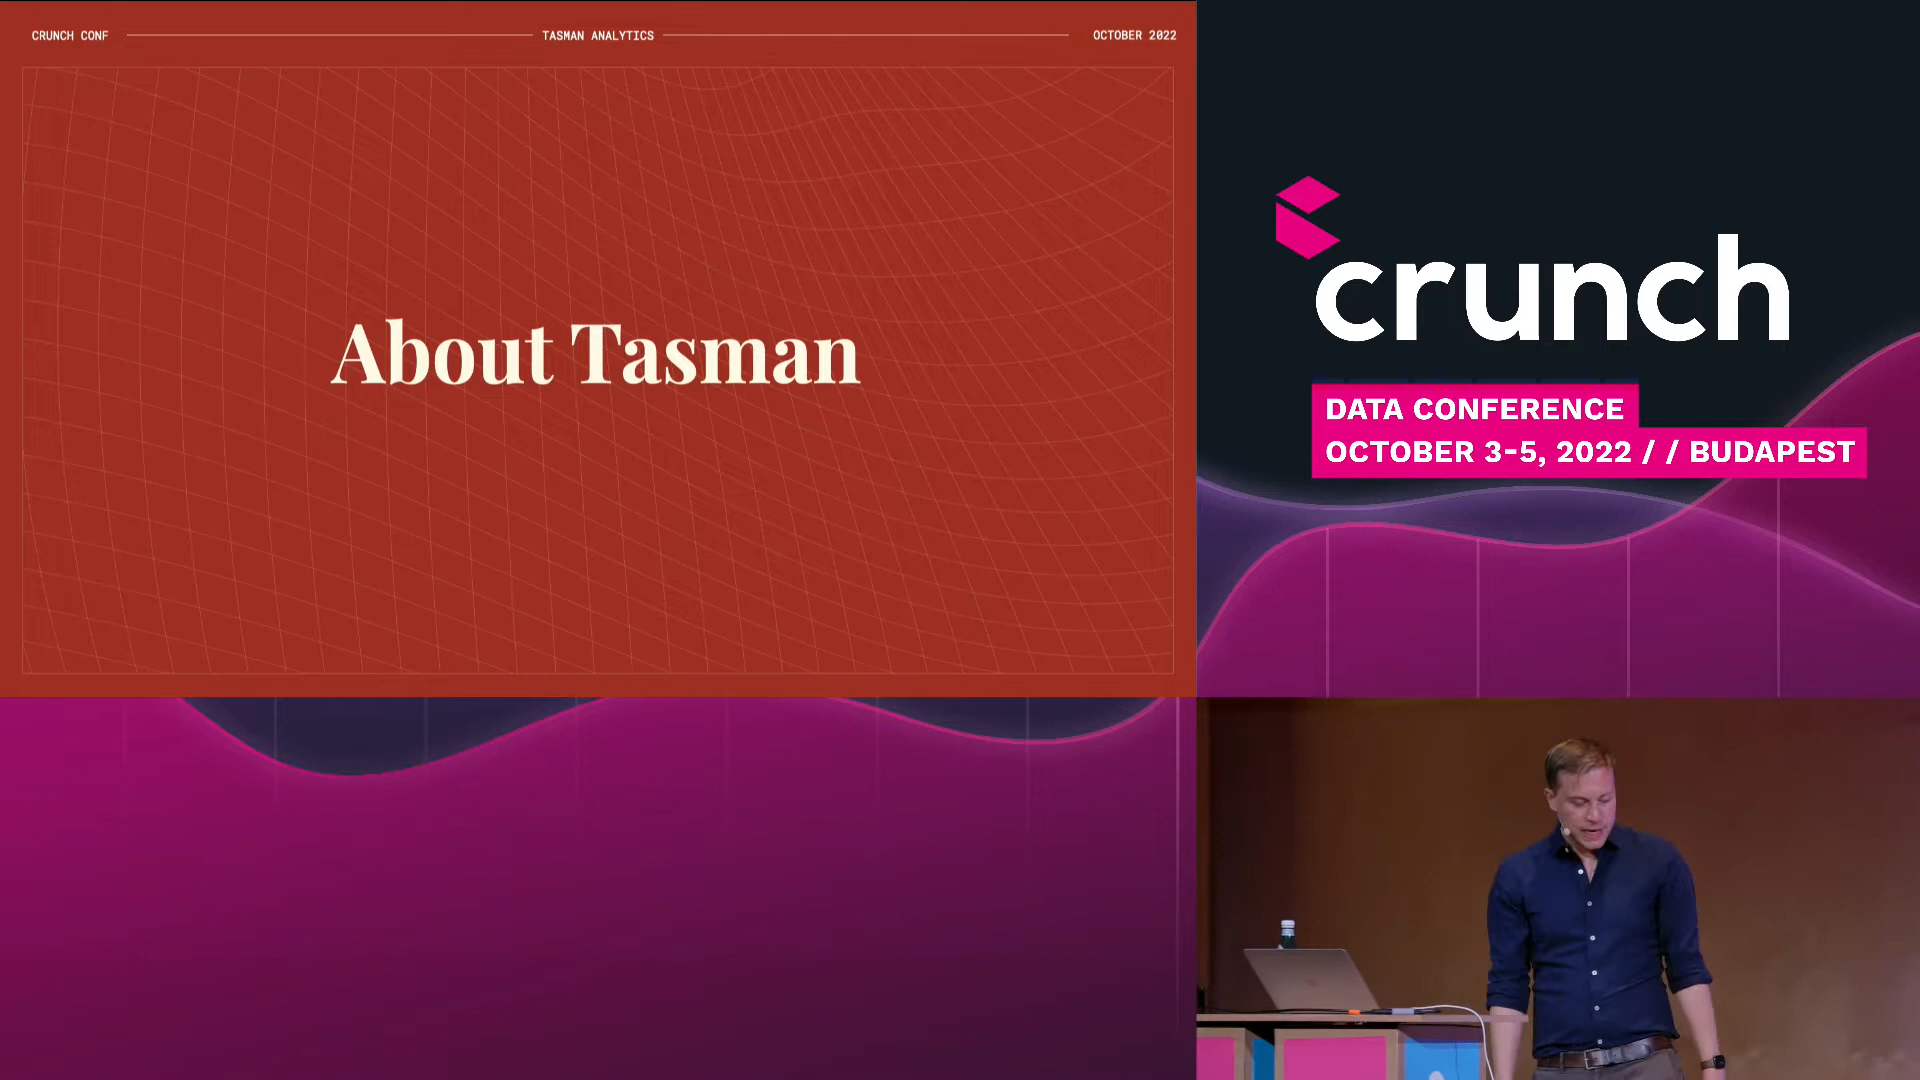 CRUNCH CONF
TASMAN ANALYTICS
OCTOBER 2022
About Tasman
crunch
DATA CONFERENCE
OCTOBER 3-5, 2022 / / BUDAPEST